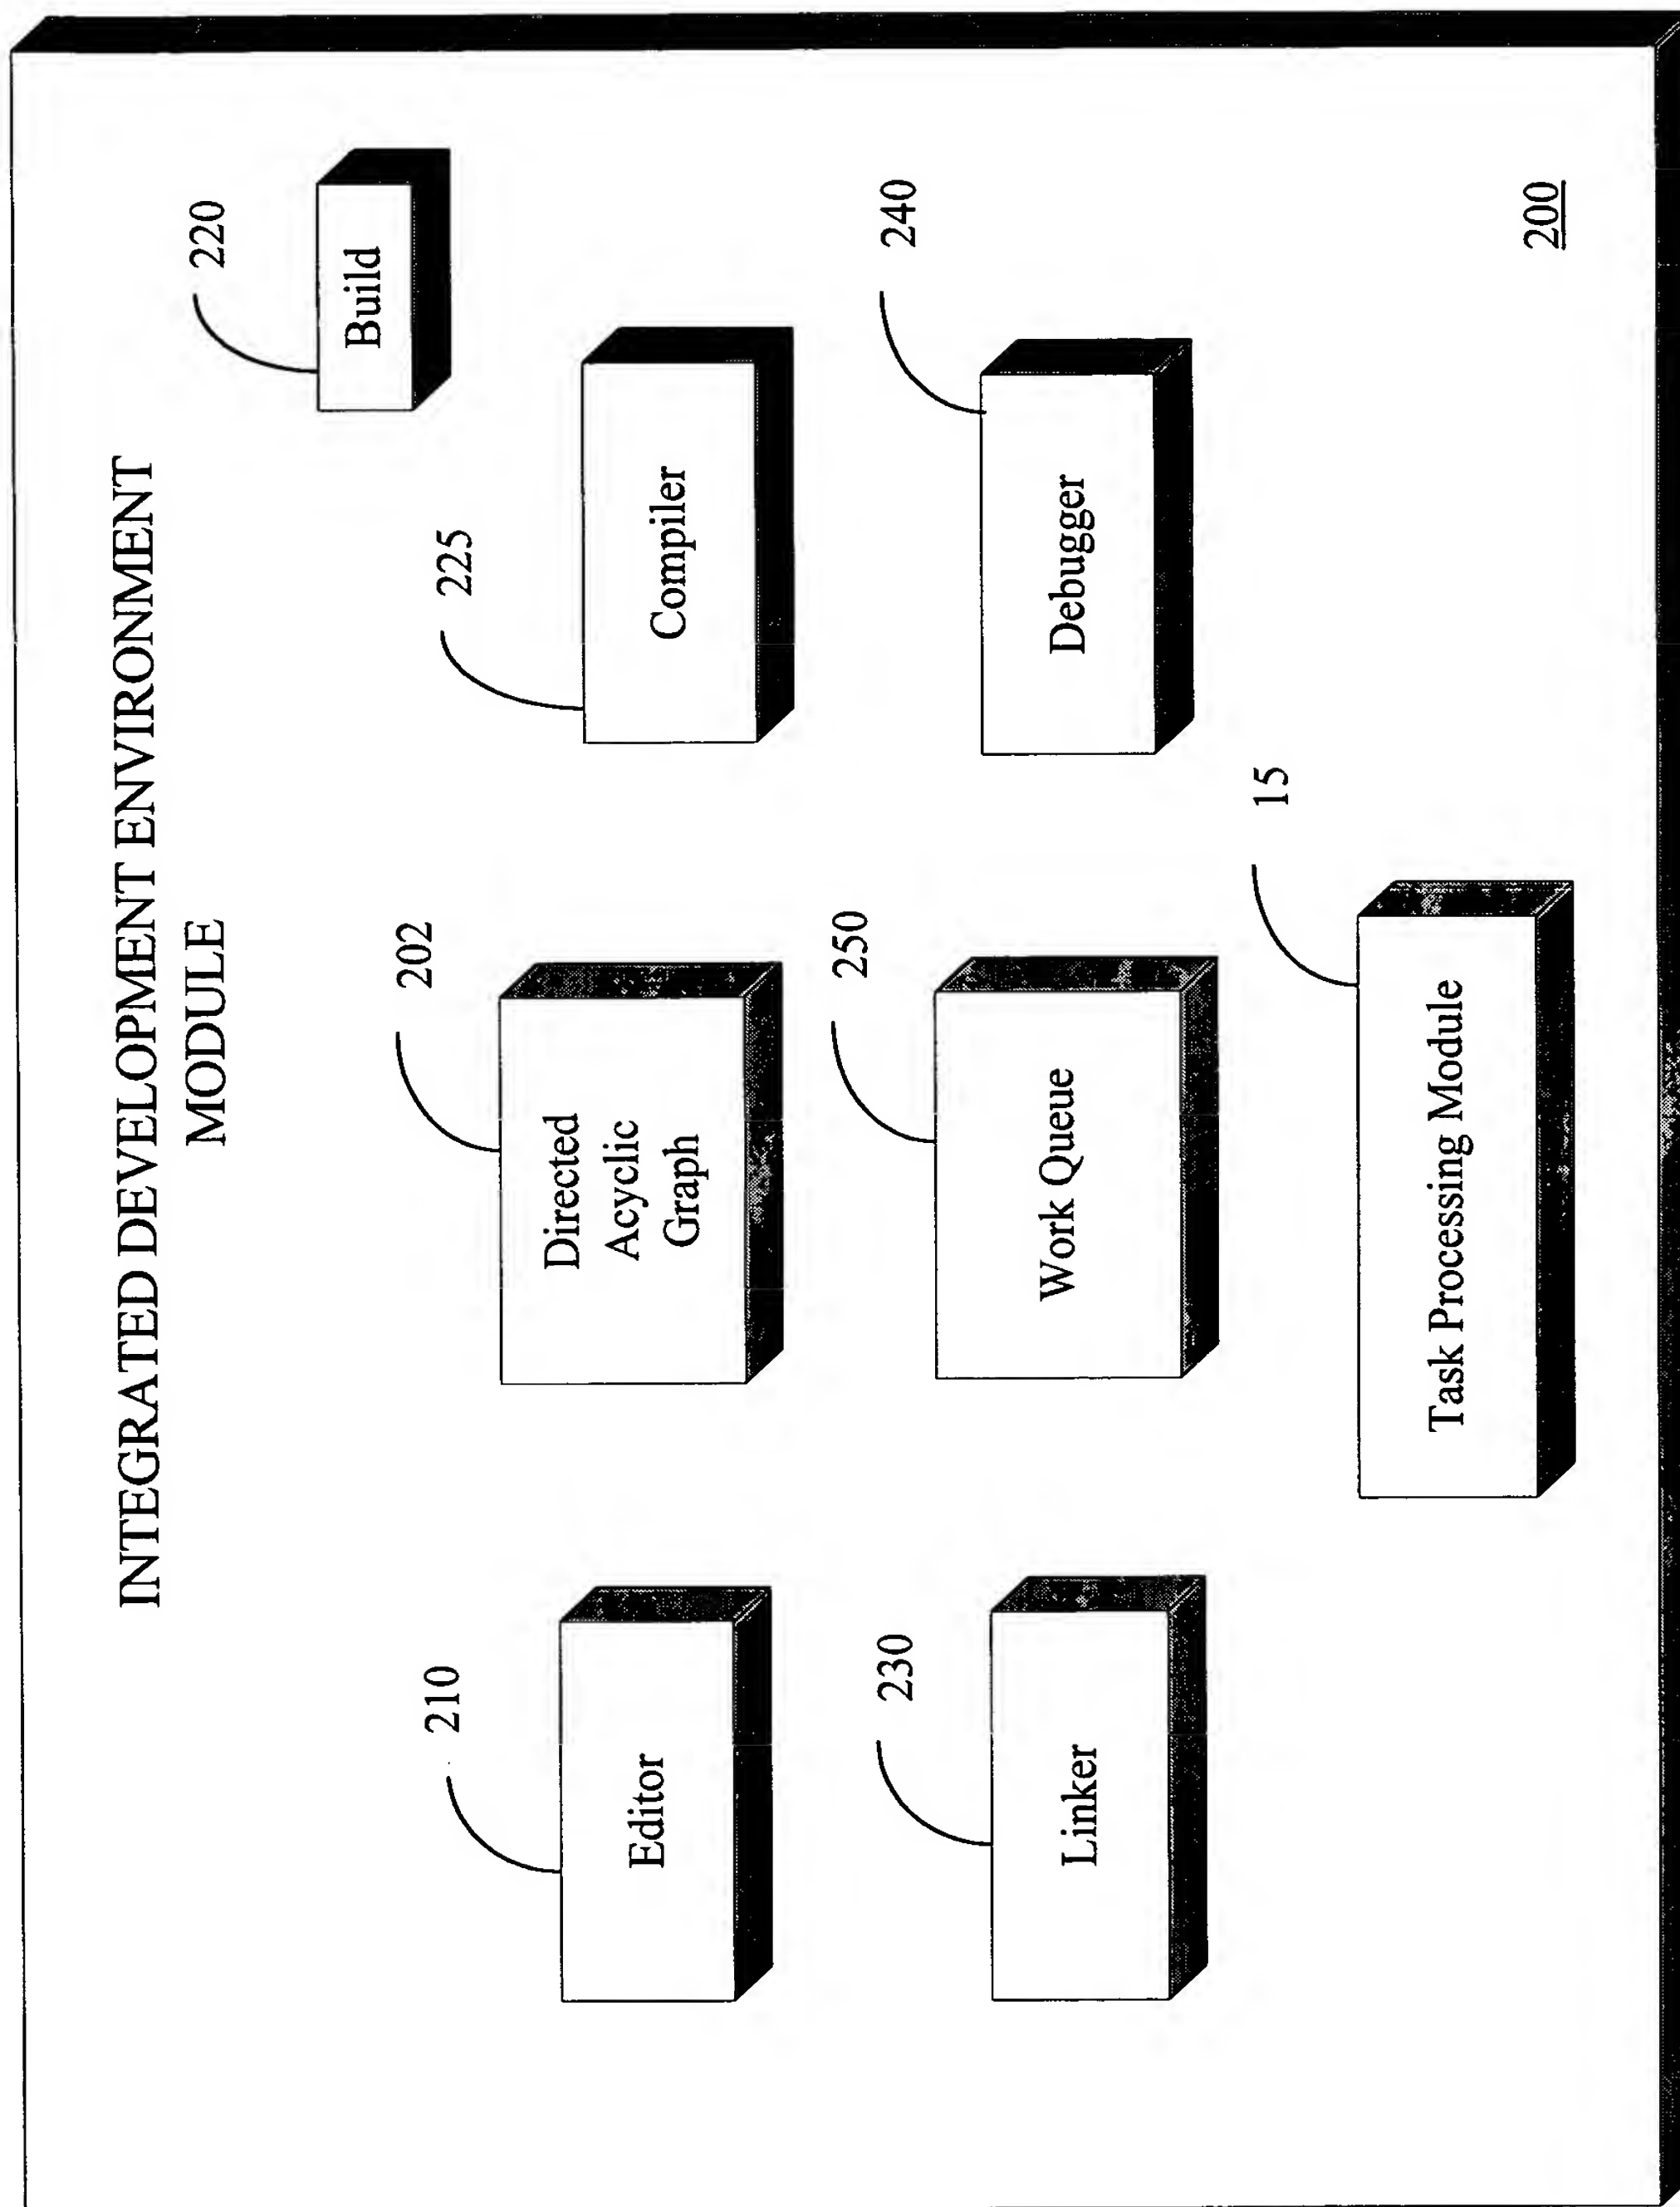 INTEGRATED DEVELOPMENT ENVIRONMENT
MODULE
220
Build
210
Editor
202
Directed
Acyclic
Graph
225
Compiler
230
Linker
250
Work Queue
240
Debugger
15
Task Processing Module
200